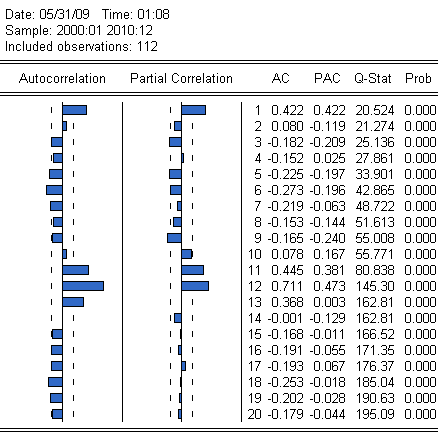 Date: 05/31/09 Time: 01:08
Sample: 2000:01 2010:12
Included observations: 112
Autocorrelation Partial Correlation AC PAC Q-Stat Prob
1 0.422 0.422 20.524 0.000
2 0.080 -0.119 21.274 0.000
3 -0.182 -0.209 25.136 0.000
4 -0.152 0.025 27.861 0.000
5 -0.225 -0.197 33.901 0.000
6 -0.273 -0.196 42.865 0.000
7 -0.219 -0.063 48.722 0.000
8 -0.153 -0.144 51.613 0.000
9 -0.165 -0.240 55.008 0.000
10 0.078 0.167 55.771 0.000
11 0.445 0.381 80.838 0.000
12 0.711 0.473 145.30 0.000
13 0.368 0.003 162.81 0.000
14 -0.001 -0.129 162.81 0.000
15 -0.168 -0.011 166.52 0.000
16 -0.191 -0.055 171.35 0.000
17 -0.193 0.067 176.37 0.000
18 -0.253 -0.018 185.04 0.000
19 -0.202 -0.028 190.63 0.000
20 -0.179 -0.044 195.09 0.000